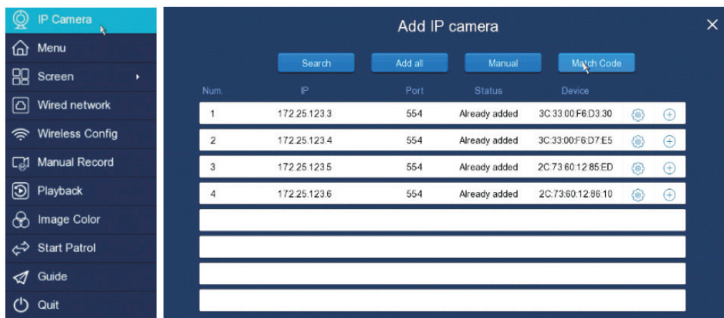 IP Camera
Menu
Screen
Wired network
Wireless Config
Manual Record
Playback
Image Color
Start Patrol
Guide
Quit
Add IP camera
Search Add all Manual Match Code
Num. IP Port Status Device
1 172.25.123.3 554 Already added 3C:33:00:F6:D3:30
2 172.25.123.4 554 Already added 3C:33:00:F6:D7:E5
3 172.25.123.5 554 Already added 2C:73:60:12:85:ED
4 172.25.123.6 554 Already added 2C:73:60:12:86:10